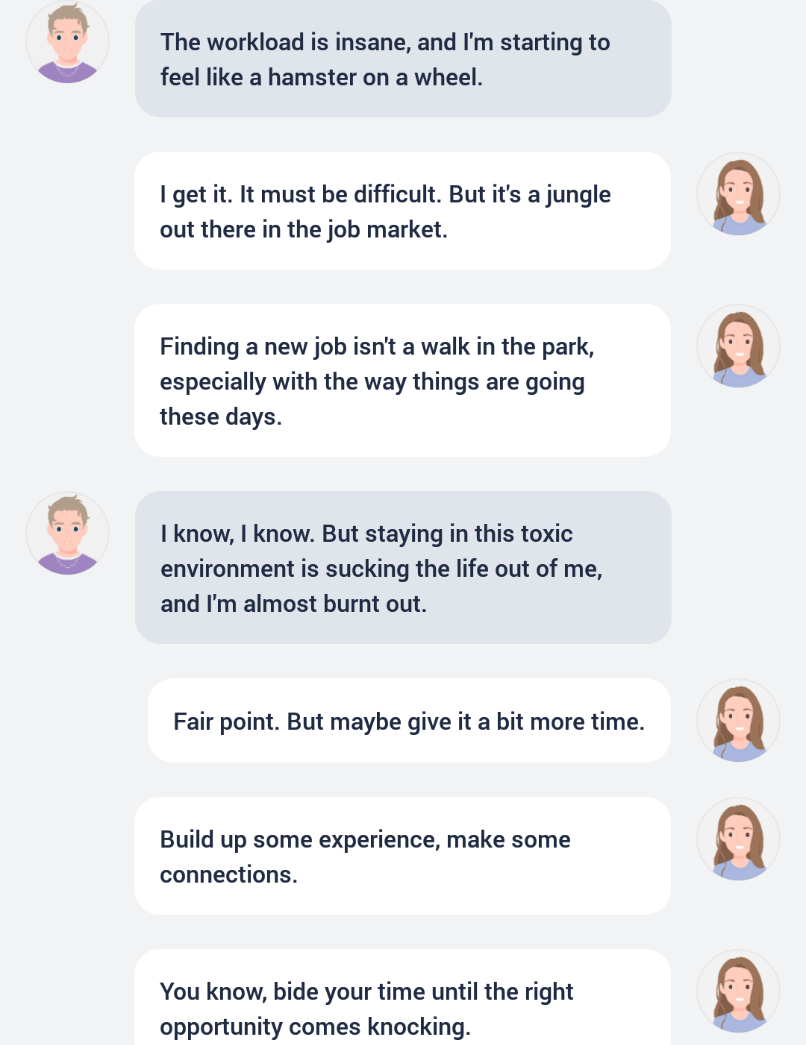 The workload is insane, and I'm starting to
feel like a hamster on a wheel.
I get it. It must be difficult. But it's a jungle
out there in the job market.
Finding a new job isn't a walk in the park,
especially with the way things are going
these days.
I know, I know. But staying in this toxic
environment is sucking the life out of me,
and I'm almost burnt out.
Fair point. But maybe give it a bit more time.
Build up some experience, make some
connections.
You know, bide your time until the right
opportunity comes knocking.